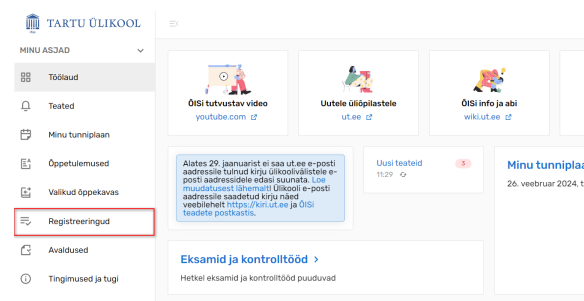 TARTU ÜLIKOOL
MINU ASJAD
Töölaud
Teated
Minu tunniplaan
Õppetulemused
Valikud õppekavas
Registreeringud
Avaldused
Tingimused ja tugi
ÕISi tutvustav video
youtube.com
Uutele üliõpilastele
ut.ee
ÕISi info ja abi
wiki.ut.ee
Alates 29. jaanuarist ei saa ut.ee e-posti
aadressile tulnud kirju ülikoolivälistele e-
posti aadressidele edasi suunata. Loe
muudatusest lähemalt! Ülikooli e-posti
aadressile saadetud kirju näed
veebilehelt https://kiri.ut.ee ja ÕISi
teadete postkastis.
Uusi teateid 3
11:29
Minu tunniplaa
26. veebruar 2024, t
Eksamid ja kontrolltööd >
Hetkel eksamid ja kontrolltööd puuduvad